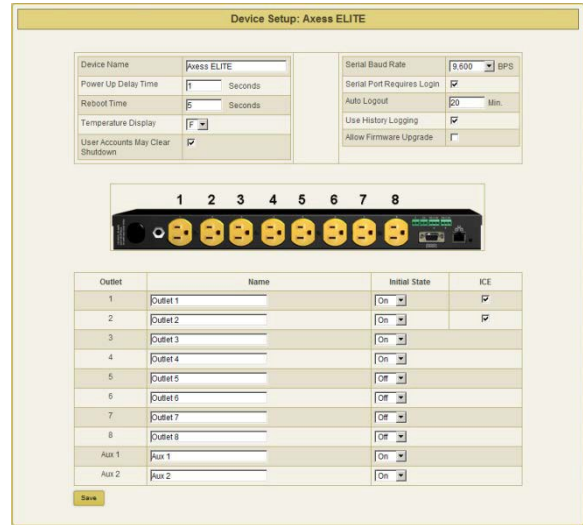 Device Setup: Axess ELITE
Device Name Axess ELITE
Power Up Delay Time 1 Seconds
Reboot Time 5 Seconds
Temperature Display F
User Accounts May Clear
Shutdown
Serial Baud Rate 9,600 BPS
Serial Port Requires Login
Auto Logout 20 Min.
Use History Logging
Allow Firmware Upgrade
1 2 3 4 5 6 7 8
Outlet Name Initial State ICE
1 Outlet 1 On
2 Outlet 2 On
3 Outlet 3 On
4 Outlet 4 On
5 Outlet 5 Off
6 Outlet 6 Off
7 Outlet 7 Off
8 Outlet 8 Off
Aux 1 Aux 1 On
Aux 2 Aux 2 On
Save